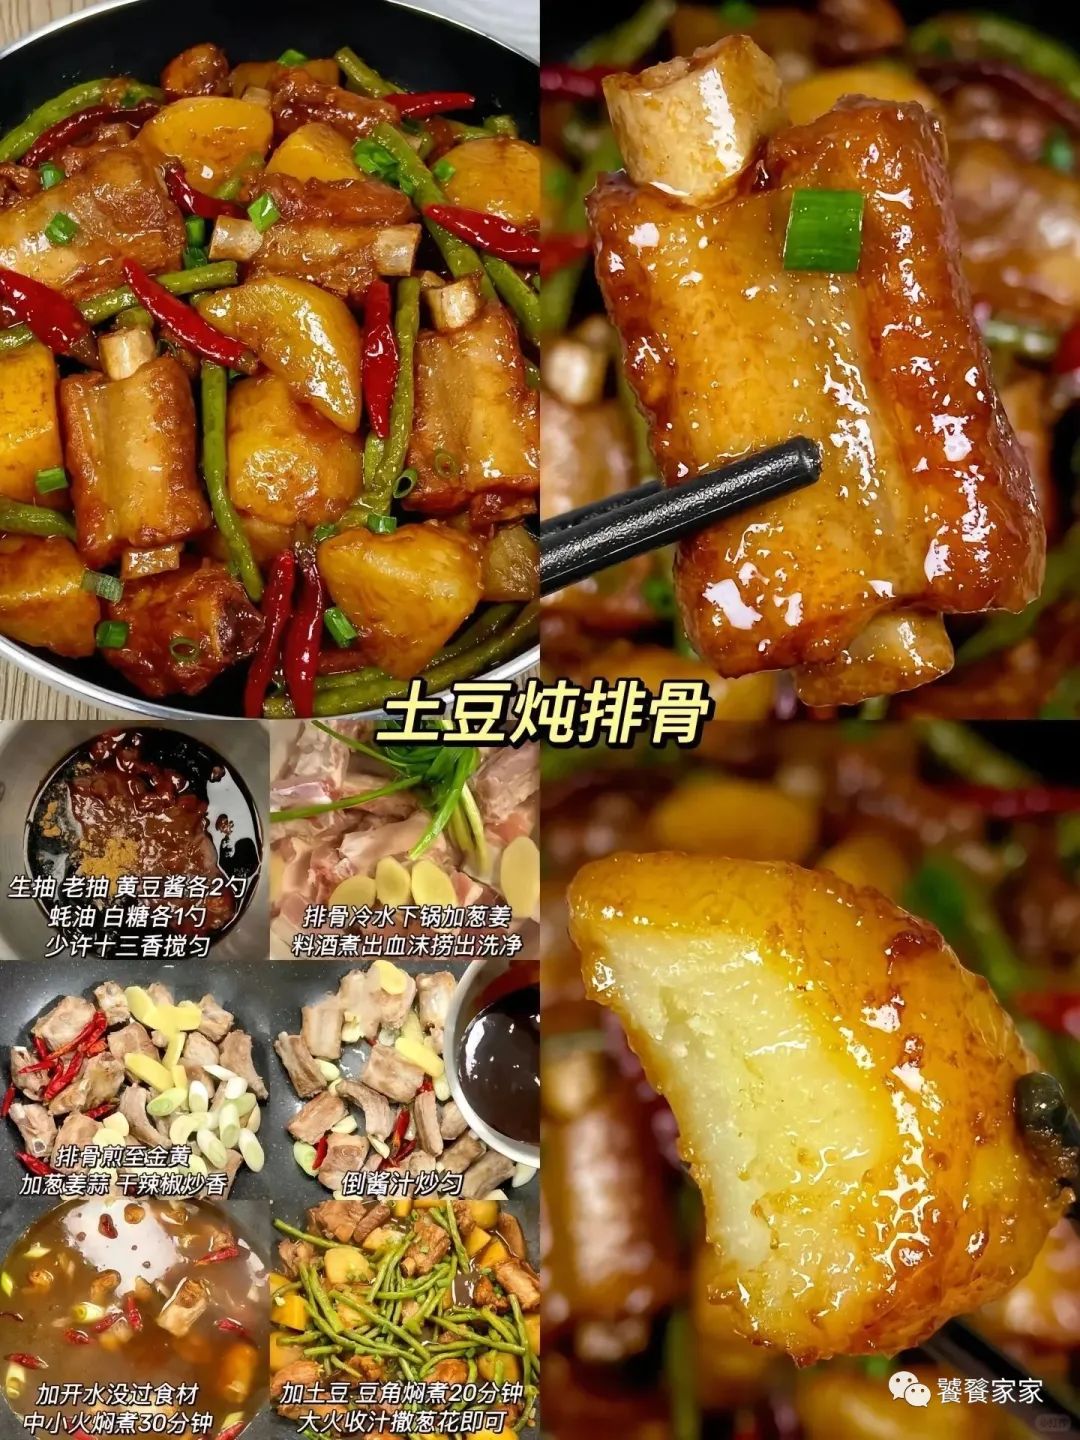 土豆炖排骨
生抽 老抽 黄豆酱各2勺
蚝油 白糖各1勺
少许十三香搅匀
排骨冷水下锅加葱姜
料酒煮出血沫捞出洗净
排骨煎至金黄
加葱姜蒜 干辣椒炒香
倒酱汁炒匀
加开水没过食材
中小火焖煮30分钟
加土豆 豆角焖煮20分钟
大火收汁撒葱花即可
饕餮家家